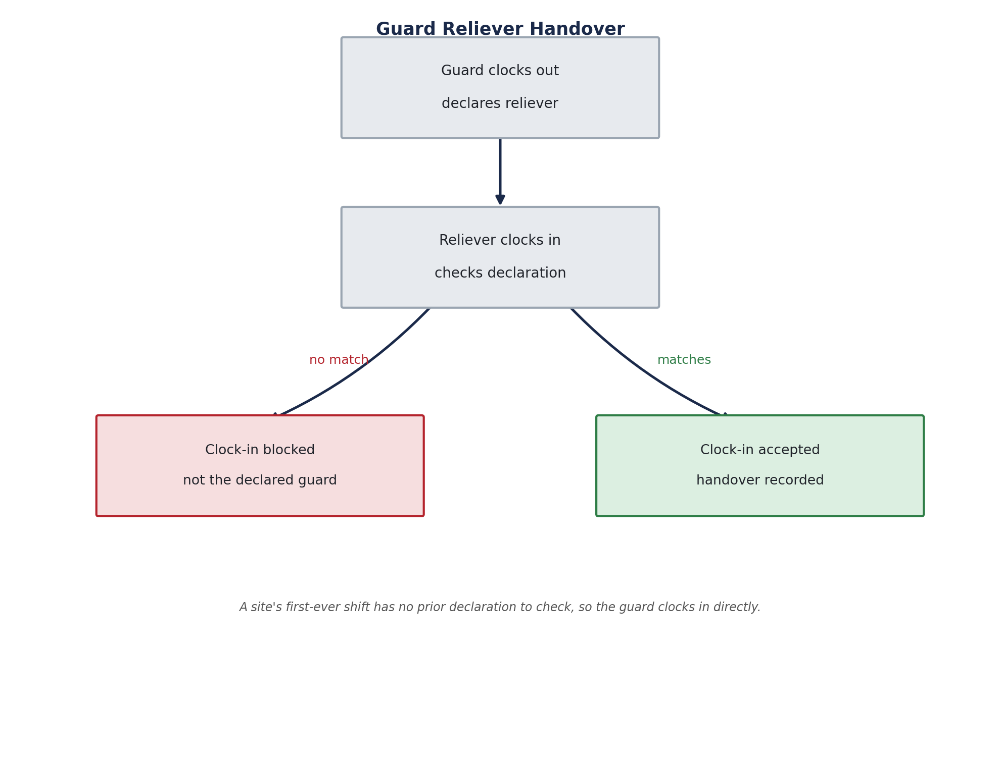 Guard Reliever Handover
Guard clocks out
declares reliever
Reliever clocks in
checks declaration
no match
matches
Clock-in blocked
not the declared guard
Clock-in accepted
handover recorded
A site's first-ever shift has no prior declaration to check, so the guard clocks in directly.